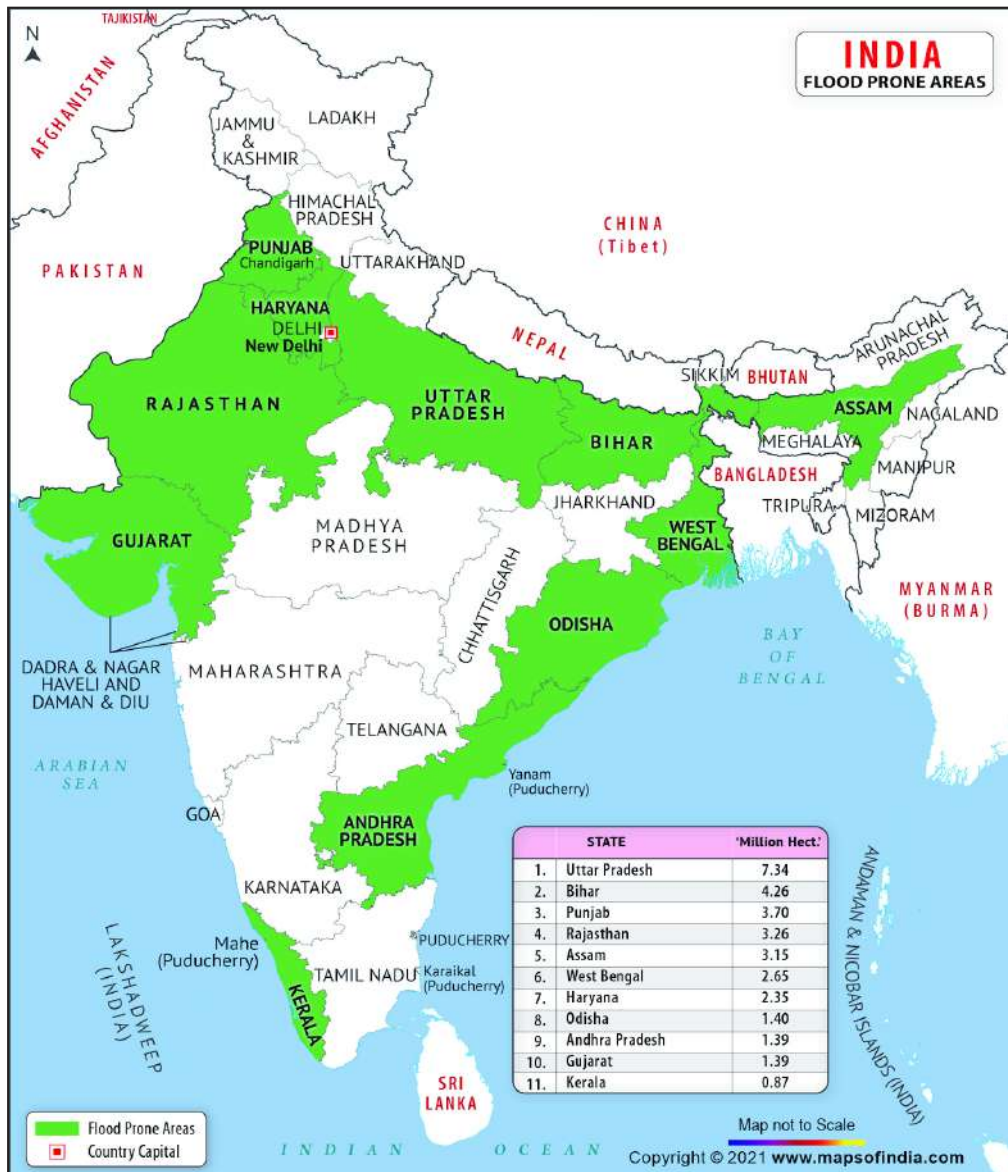 TAJIKISTAN
N
INDIA
FLOOD PRONE AREAS
AFGHANISTAN
LADAKH
JAMMU
&
KASHMIR
HIMACHAL
PRADESH
CHINA
(Tibet)
PUNJAB
Chandigarh
UTTARAKHAND
PAKISTAN
HARYANA
DELHI
New Delhi
NEPAL
ARUNACHAL
PRADESH
SIKKIM
BHUTAN
RAJASTHAN
UTTAR
PRADESH
ASSAM
NAGALAND
BIHAR
MEGHALAYA
MANIPUR
BANGLADESH
JHARKHAND
TRIPURA
MIZORAM
GUJARAT
MADHYA
PRADESH
WEST
BENGAL
CHHATTISGARH
MYANMAR
(BURMA)
ODISHA
BAY
OF
BENGAL
DADRA & NAGAR
HAVELI AND
DAMAN & DIU
MAHARASHTRA
TELANGANA
ARABIAN
SEA
Yanam
(Puducherry)
GOA
ANDHRA
PRADESH
KARNATAKA
STATE 'Million Hect.'
1. Uttar Pradesh 7.34
2. Bihar 4.26
3. Punjab 3.70
4. Rajasthan 3.26
5. Assam 3.15
6. West Bengal 2.65
7. Haryana 2.35
8. Odisha 1.40
9. Andhra Pradesh 1.39
10. Gujarat 1.39
11. Kerala 0.87
ANDAMAN & NICOBAR ISLANDS (INDIA)
LAKSHADWEEP
(INDIA)
Mahe
(Puducherry)
PUDUCHERRY
TAMIL NADU
Karaikal
(Puducherry)
KERALA
SRI
LANKA
Flood Prone Areas
Country Capital
INDIAN OCEAN
Map not to Scale
Copyright © 2021 www.mapsofindia.com